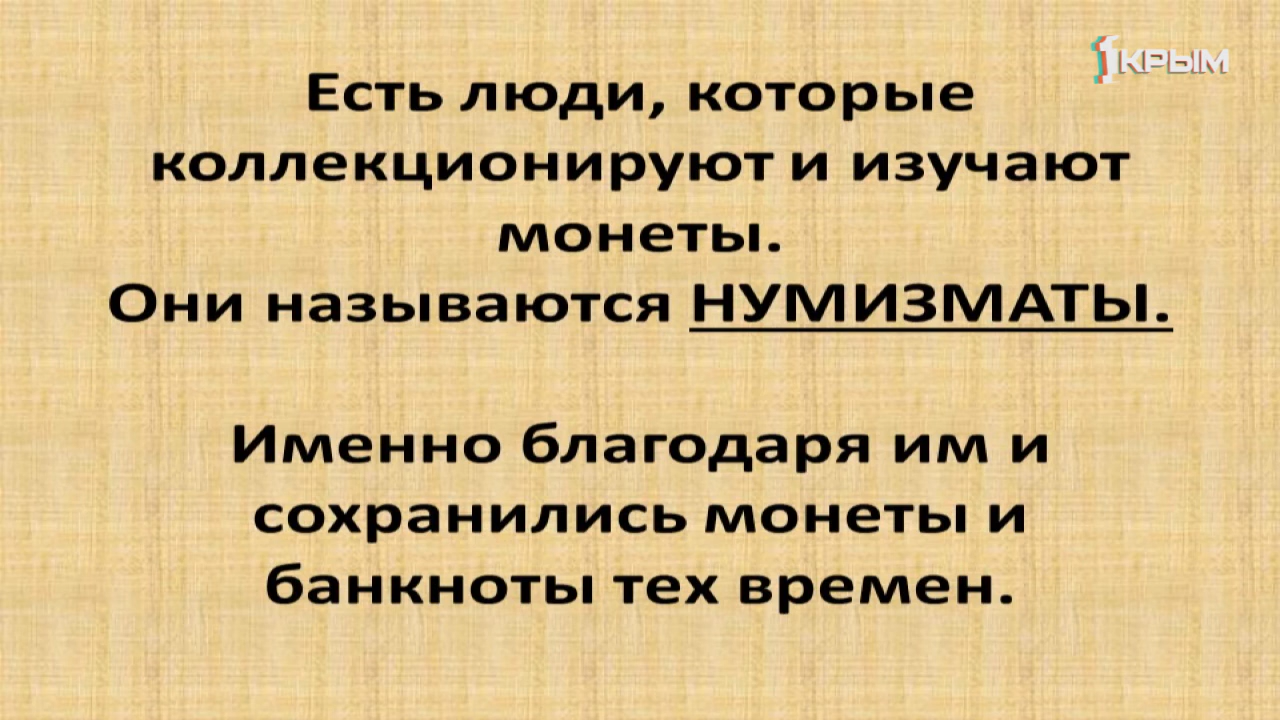 1КРЫМ
Есть люди, которые
коллекционируют и изучают
монеты.
Они называются НУМИЗМАТЫ.
Именно благодаря им и
сохранились монеты и
банкноты тех времен.